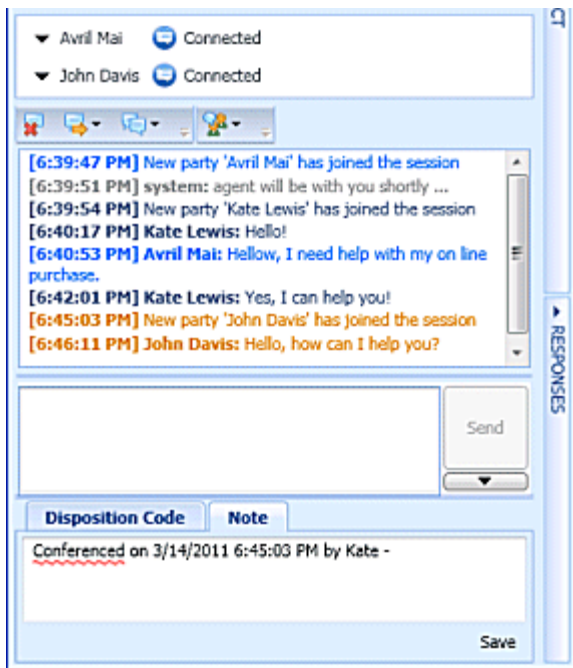 Avril Mai Connected
John Davis Connected
[6:39:47 PM] New party 'Avril Mai' has joined the session
[6:39:51 PM] system: agent will be with you shortly ...
[6:39:54 PM] New party 'Kate Lewis' has joined the session
[6:40:17 PM] Kate Lewis: Hello!
[6:40:53 PM] Avril Mai: Hellow, I need help with my on line
purchase.
[6:42:01 PM] Kate Lewis: Yes, I can help you!
[6:45:03 PM] New party 'John Davis' has joined the session
[6:46:11 PM] John Davis: Hello, how can I help you?
Send
Disposition Code Note
Conferenced on 3/14/2011 6:45:03 PM by Kate -
Save
CT
RESPONSES